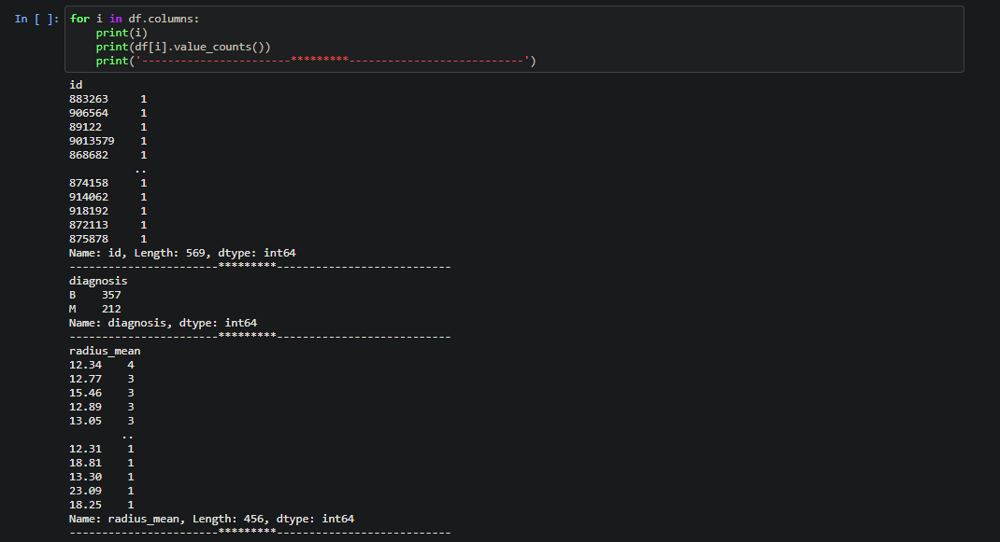 In [ ]: for i in df.columns:
    print(i)
    print(df[i].value_counts())
    print('-----------------------*********---------------------------')
id
883263     1
906564     1
89122      1
9013579    1
868682     1
          ..
874158     1
914062     1
918192     1
872113     1
875878     1
Name: id, Length: 569, dtype: int64
-----------------------*********---------------------------
diagnosis
B    357
M    212
Name: diagnosis, dtype: int64
-----------------------*********---------------------------
radius_mean
12.34    4
12.77    3
15.46    3
12.89    3
13.05    3
        ..
12.31    1
18.81    1
13.30    1
23.09    1
18.25    1
Name: radius_mean, Length: 456, dtype: int64
-----------------------*********---------------------------